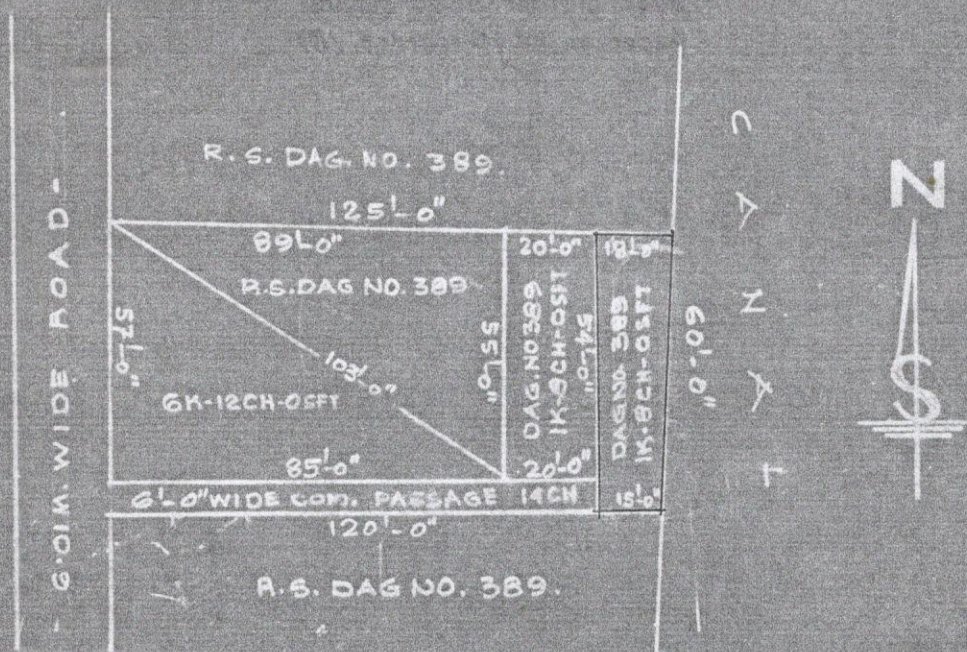 R. S. DAG. NO. 389.
125'-0"
89'-0"
20'-0"
18'-0"
R.S. DAG NO. 389
57'-0"
103'-0"
55'-0"
DAG. NO 389
1K-8CH-0SFT
54'-0"
DAG NO. 389
1K-8CH-0SFT
60'-0"
6K-12CH-0SFT
85'-0"
20'-0"
6'-0" WIDE COM. PASSAGE 14CH
15'-0"
120'-0"
R.S. DAG NO. 389.
- 6.01M. WIDE ROAD -
KHANAT
N
S